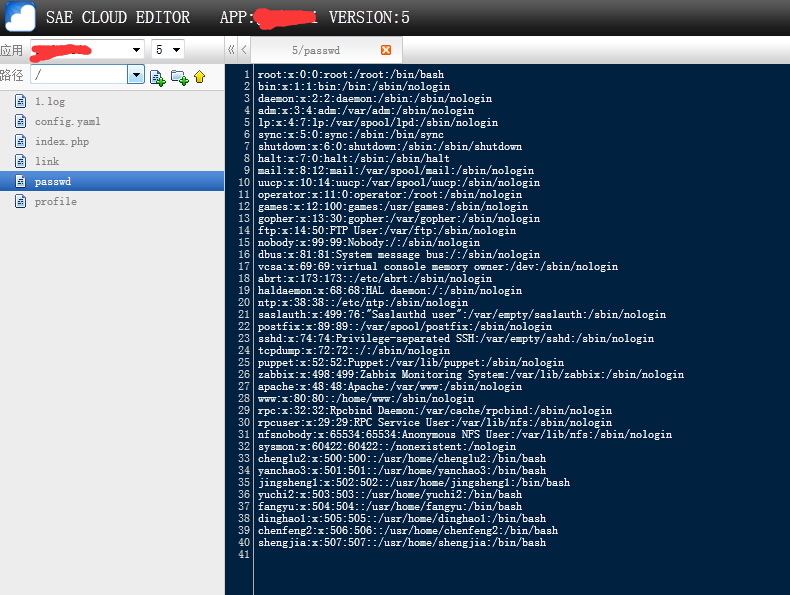 SAE CLOUD EDITOR APP: VERSION:5
应用 5
路径 /
1.log
config.yaml
index.php
link
passwd
profile
5/passwd
1 root:x:0:0:root:/root:/bin/bash
2 bin:x:1:1:bin:/bin:/sbin/nologin
3 daemon:x:2:2:daemon:/sbin:/sbin/nologin
4 adm:x:3:4:adm:/var/adm:/sbin/nologin
5 lp:x:4:7:lp:/var/spool/lpd:/sbin/nologin
6 sync:x:5:0:sync:/sbin:/bin/sync
7 shutdown:x:6:0:shutdown:/sbin:/sbin/shutdown
8 halt:x:7:0:halt:/sbin:/sbin/halt
9 mail:x:8:12:mail:/var/spool/mail:/sbin/nologin
10 uucp:x:10:14:uucp:/var/spool/uucp:/sbin/nologin
11 operator:x:11:0:operator:/root:/sbin/nologin
12 games:x:12:100:games:/usr/games:/sbin/nologin
13 gopher:x:13:30:gopher:/var/gopher:/sbin/nologin
14 ftp:x:14:50:FTP User:/var/ftp:/sbin/nologin
15 nobody:x:99:99:Nobody:/:/sbin/nologin
16 dbus:x:81:81:System message bus:/:/sbin/nologin
17 vcsa:x:69:69:virtual console memory owner:/dev:/sbin/nologin
18 abrt:x:173:173::/etc/abrt:/sbin/nologin
19 haldaemon:x:68:68:HAL daemon:/:/sbin/nologin
20 ntp:x:38:38::/etc/ntp:/sbin/nologin
21 saslauth:x:499:76:"Saslauthd user":/var/empty/saslauth:/sbin/nologin
22 postfix:x:89:89::/var/spool/postfix:/sbin/nologin
23 sshd:x:74:74:Privilege-separated SSH:/var/empty/sshd:/sbin/nologin
24 tcpdump:x:72:72::/:/sbin/nologin
25 puppet:x:52:52:Puppet:/var/lib/puppet:/sbin/nologin
26 zabbix:x:498:499:Zabbix Monitoring System:/var/lib/zabbix:/sbin/nologin
27 apache:x:48:48:Apache:/var/www:/sbin/nologin
28 www:x:80:80::/home/www:/sbin/nologin
29 rpc:x:32:32:Rpcbind Daemon:/var/cache/rpcbind:/sbin/nologin
30 rpcuser:x:29:29:RPC Service User:/var/lib/nfs:/sbin/nologin
31 nfsnobody:x:65534:65534:Anonymous NFS User:/var/lib/nfs:/sbin/nologin
32 sysmon:x:60422:60422::/nonexistent:/nologin
33 chenglu2:x:500:500::/usr/home/chenglu2:/bin/bash
34 yanchao3:x:501:501::/usr/home/yanchao3:/bin/bash
35 jingsheng1:x:502:502::/usr/home/jingsheng1:/bin/bash
36 yuchi2:x:503:503::/usr/home/yuchi2:/bin/bash
37 fangyu:x:504:504::/usr/home/fangyu:/bin/bash
38 dinghao1:x:505:505::/usr/home/dinghao1:/bin/bash
39 chenfeng2:x:506:506::/usr/home/chenfeng2:/bin/bash
40 shengjia:x:507:507::/usr/home/shengjia:/bin/bash
41